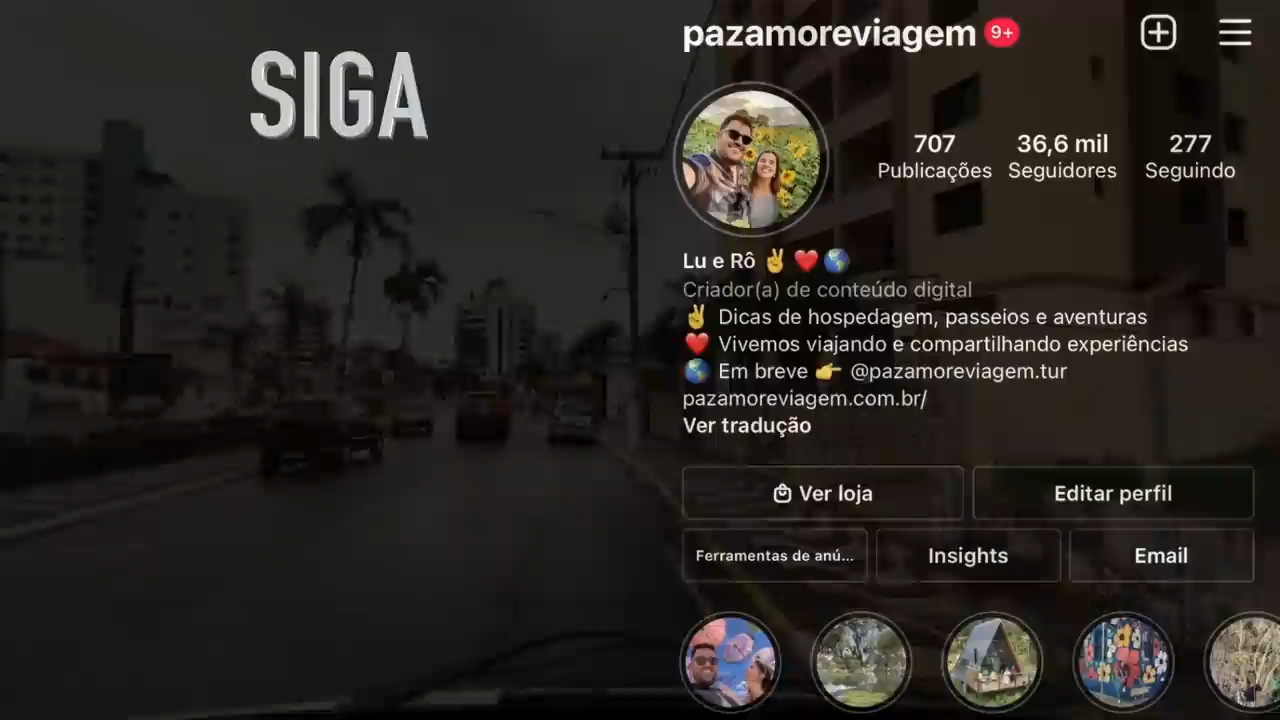 SIGA
pazamoreviagem 9+
707 36,6 mil 277
Publicações Seguidores Seguindo
Lu e Rô ✌️ ❤️ 🌎
Criador(a) de conteúdo digital
✌️ Dicas de hospedagem, passeios e aventuras
❤️ Vivemos viajando e compartilhando experiências
🌎 Em breve 👉 @pazamoreviagem.tur
pazamoreviagem.com.br/
Ver tradução
Ver loja Editar perfil
Ferramentas de anú... Insights Email